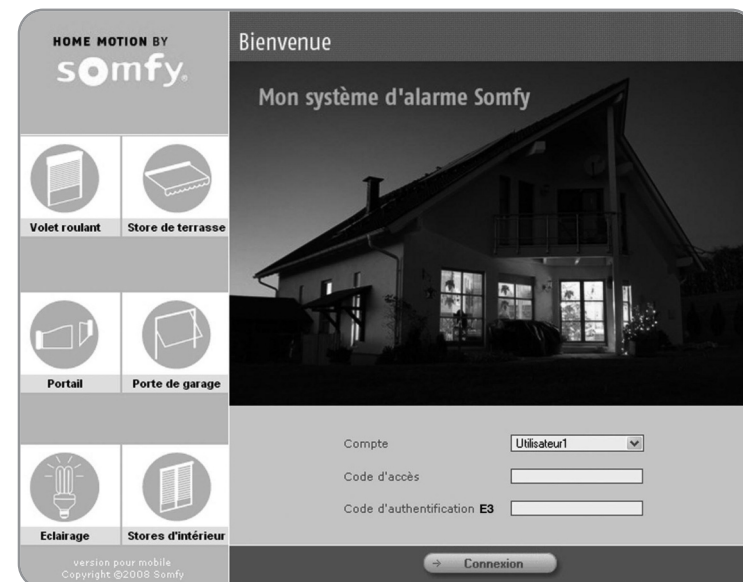 HOME MOTION BY
somfy®
Bienvenue
Mon système d'alarme Somfy
Volet roulant
Store de terrasse
Portail
Porte de garage
Eclairage
Stores d'intérieur
Compte
Utilisateur1
Code d'accès
Code d'authentification E3
Connexion
version pour mobile
Copyright ©2008 Somfy